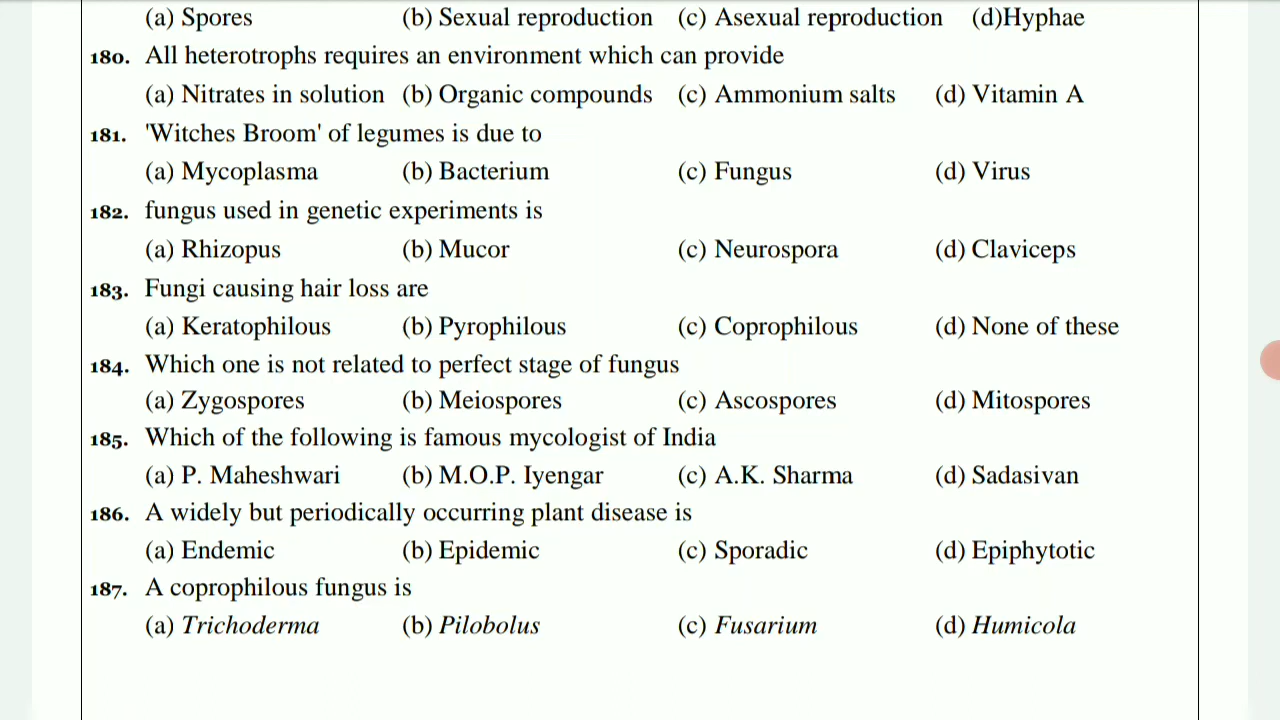 (a) Spores (b) Sexual reproduction (c) Asexual reproduction (d)Hyphae
180. All heterotrophs requires an environment which can provide
(a) Nitrates in solution (b) Organic compounds (c) Ammonium salts (d) Vitamin A
181. 'Witches Broom' of legumes is due to
(a) Mycoplasma (b) Bacterium (c) Fungus (d) Virus
182. fungus used in genetic experiments is
(a) Rhizopus (b) Mucor (c) Neurospora (d) Claviceps
183. Fungi causing hair loss are
(a) Keratophilous (b) Pyrophilous (c) Coprophilous (d) None of these
184. Which one is not related to perfect stage of fungus
(a) Zygospores (b) Meiospores (c) Ascospores (d) Mitospores
185. Which of the following is famous mycologist of India
(a) P. Maheshwari (b) M.O.P. Iyengar (c) A.K. Sharma (d) Sadasivan
186. A widely but periodically occurring plant disease is
(a) Endemic (b) Epidemic (c) Sporadic (d) Epiphytotic
187. A coprophilous fungus is
(a) Trichoderma (b) Pilobolus (c) Fusarium (d) Humicola